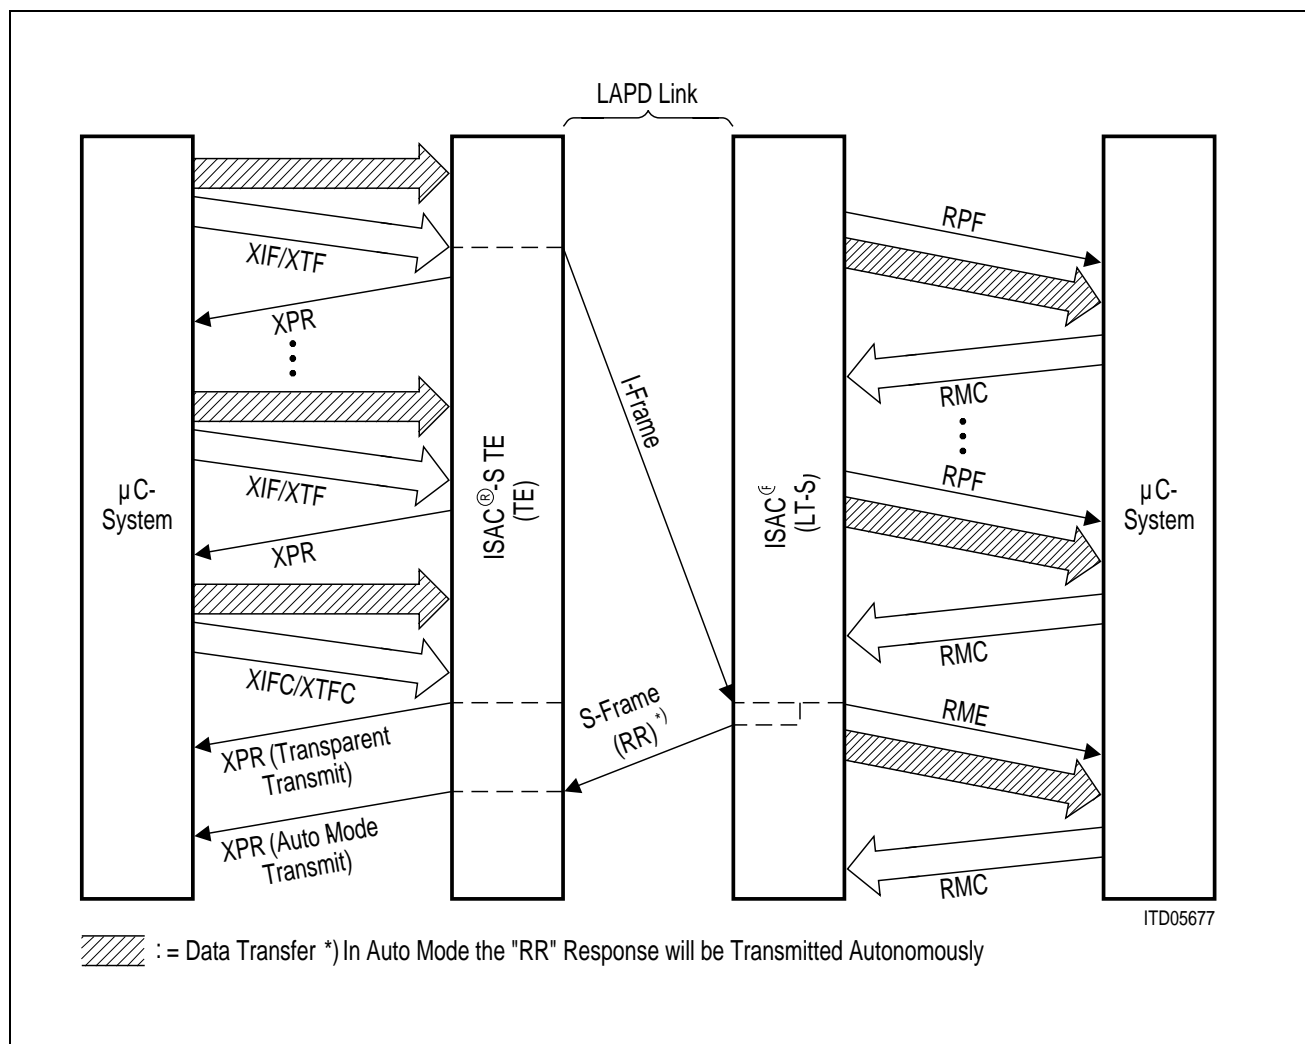 LAPD Link
RPF
XIF/XTF
XPR
RMC
I-Frame
RPF
XIF/XTF
µC-
System
ISAC®-S TE
(TE)
ISAC®
(LT-S)
µC-
System
XPR
RMC
XIFC/XTFC
S-Frame
(RR)*)
RME
XPR (Transparent
Transmit)
XPR (Auto Mode
Transmit)
RMC
ITD05677
: = Data Transfer *) In Auto Mode the "RR" Response will be Transmitted Autonomously